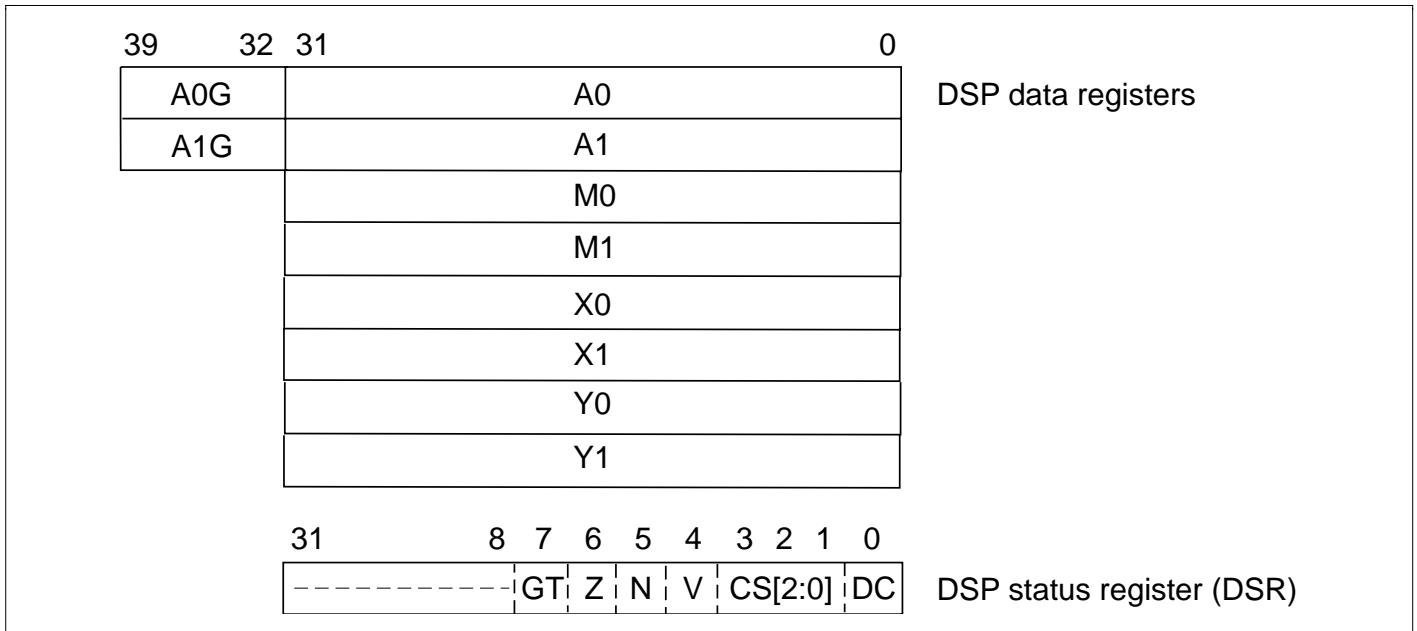 39 32 31 0
A0G A0 DSP data registers
A1G A1
M0
M1
X0
X1
Y0
Y1
31 8 7 6 5 4 3 2 1 0
GT Z N V CS[2:0] DC DSP status register (DSR)